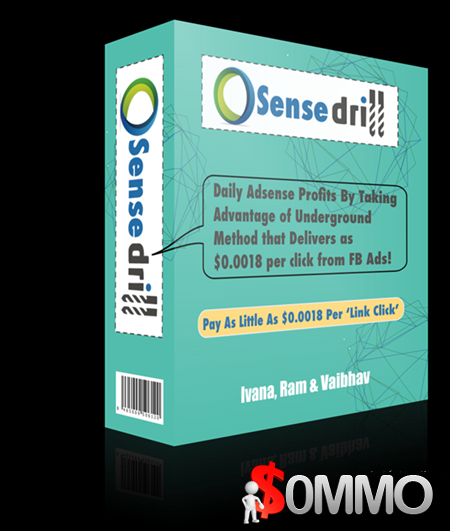 Sense drill
Sense drill
Daily Adsense Profits By Taking
Advantage of Underground
Method that Delivers as
$0.0018 per click from FB Ads!
Pay As Little As $0.0018 Per ‘Link Click’
Ivana, Ram & Vaibhav
$OMMO